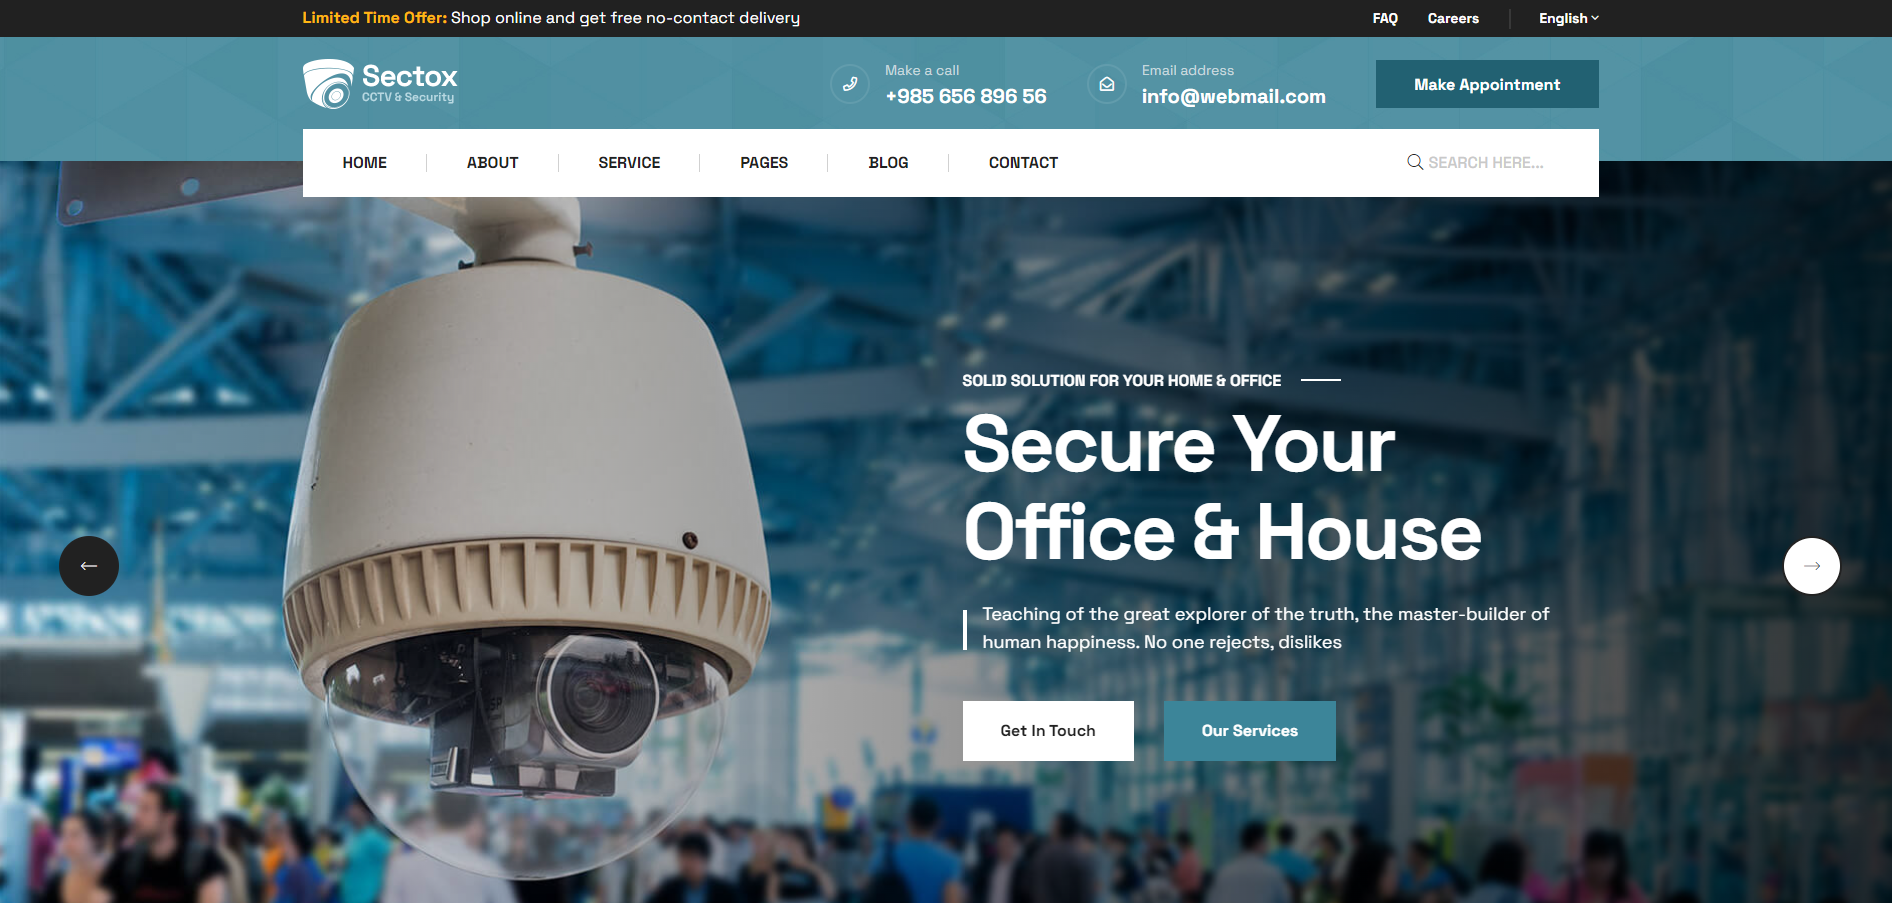 Limited Time Offer: Shop online and get free no-contact delivery
FAQ
Careers
English
Sectox
CCTV & Security
Make a call
+985 656 896 56
Email address
info@webmail.com
Make Appointment
HOME
ABOUT
SERVICE
PAGES
BLOG
CONTACT
SEARCH HERE...
SOLID SOLUTION FOR YOUR HOME & OFFICE
Secure Your
Office & House
Teaching of the great explorer of the truth, the master-builder of
human happiness. No one rejects, dislikes
Get In Touch
Our Services